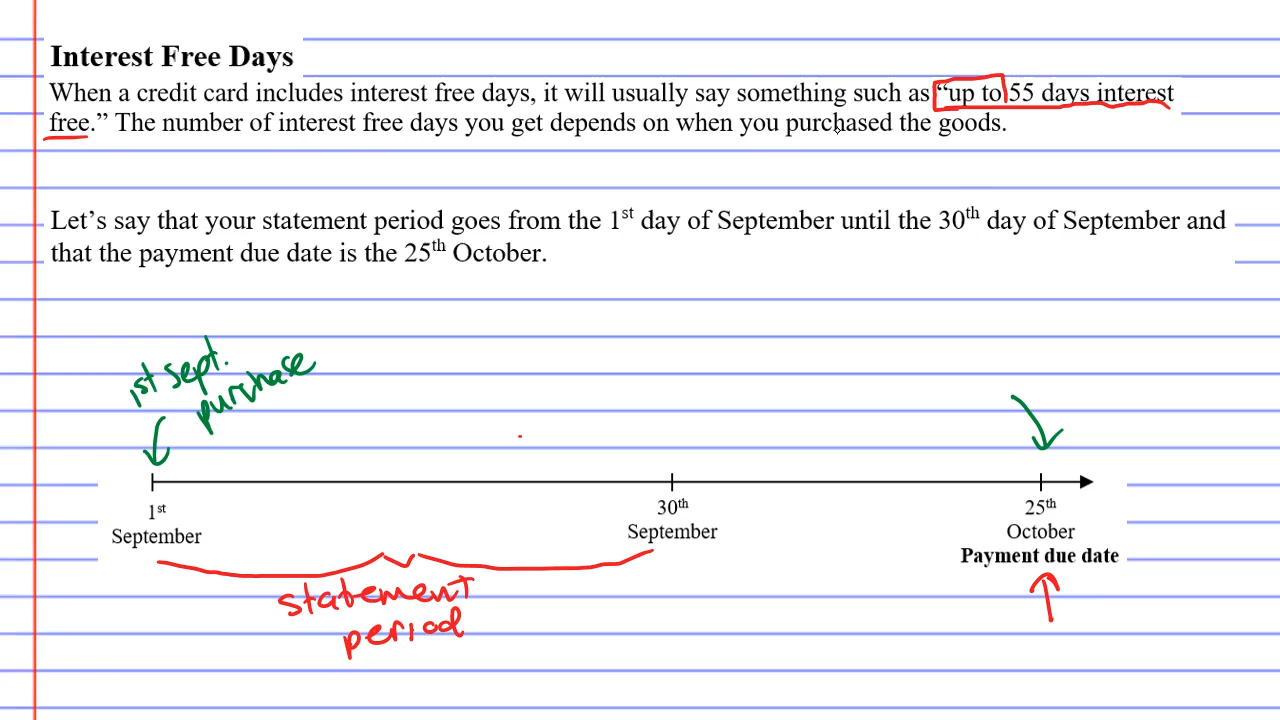 Interest Free Days
When a credit card includes interest free days, it will usually say something such as “up to 55 days interest
free.” The number of interest free days you get depends on when you purchased the goods.
Let’s say that your statement period goes from the 1st day of September until the 30th day of September and
that the payment due date is the 25th October.
1st Sept.
purchase
1st
September
30th
September
25th
October
Payment due date
statement
period